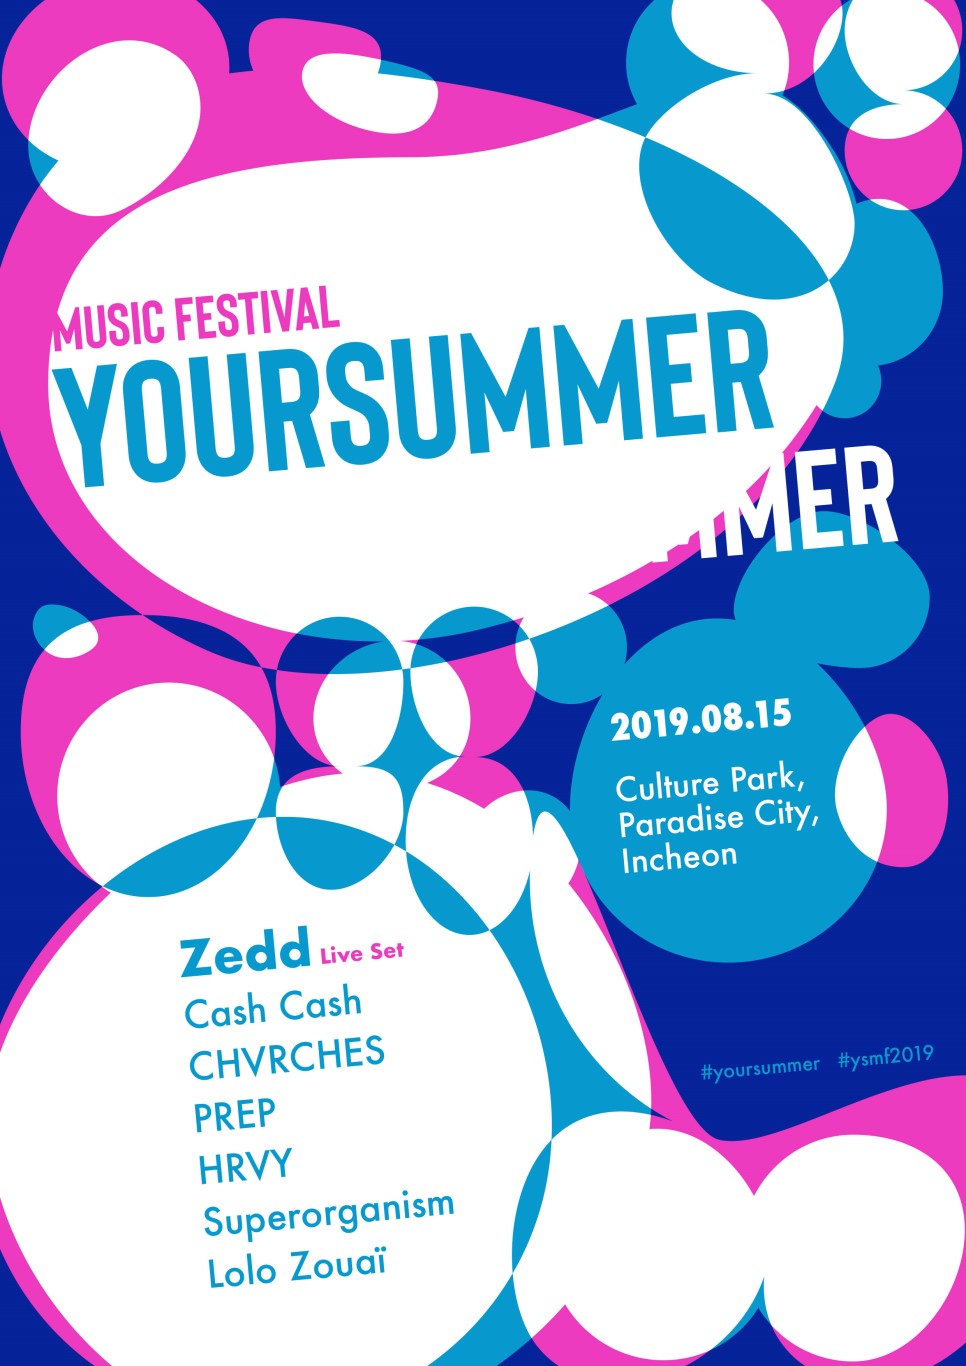 MUSIC FESTIVAL
YOURSUMMER
MMER
2019.08.15
Culture Park,
Paradise City,
Incheon
Zedd Live Set
Cash Cash
CHVRCHES
PREP
HRVY
Superorganism
Lolo Zouaï
#yoursummer #ysmf2019